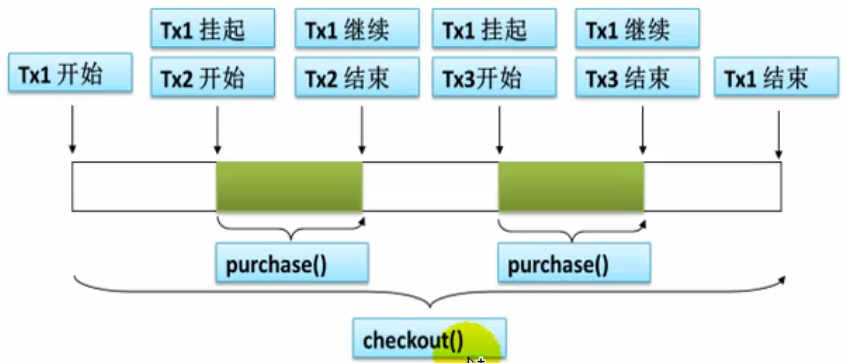 Tx1 挂起
Tx1 继续
Tx1 挂起
Tx1 继续
Tx1 开始
Tx2 开始
Tx2 结束
Tx3开始
Tx3 结束
Tx1 结束
purchase()
purchase()
checkout()